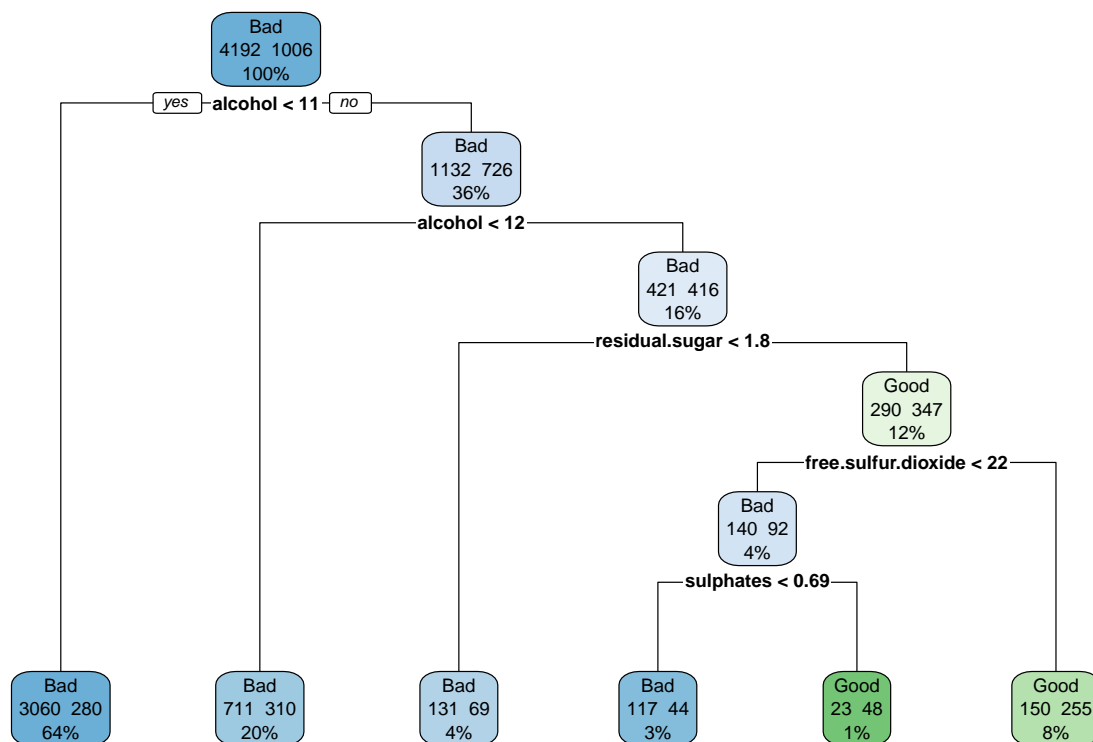 Bad
4192 1006
100%
yes alcohol < 11 no
Bad
1132 726
36%
alcohol < 12
Bad
421 416
16%
residual.sugar < 1.8
Good
290 347
12%
free.sulfur.dioxide < 22
Bad
140 92
4%
sulphates < 0.69
Bad
3060 280
64%
Bad
711 310
20%
Bad
131 69
4%
Bad
117 44
3%
Good
23 48
1%
Good
150 255
8%